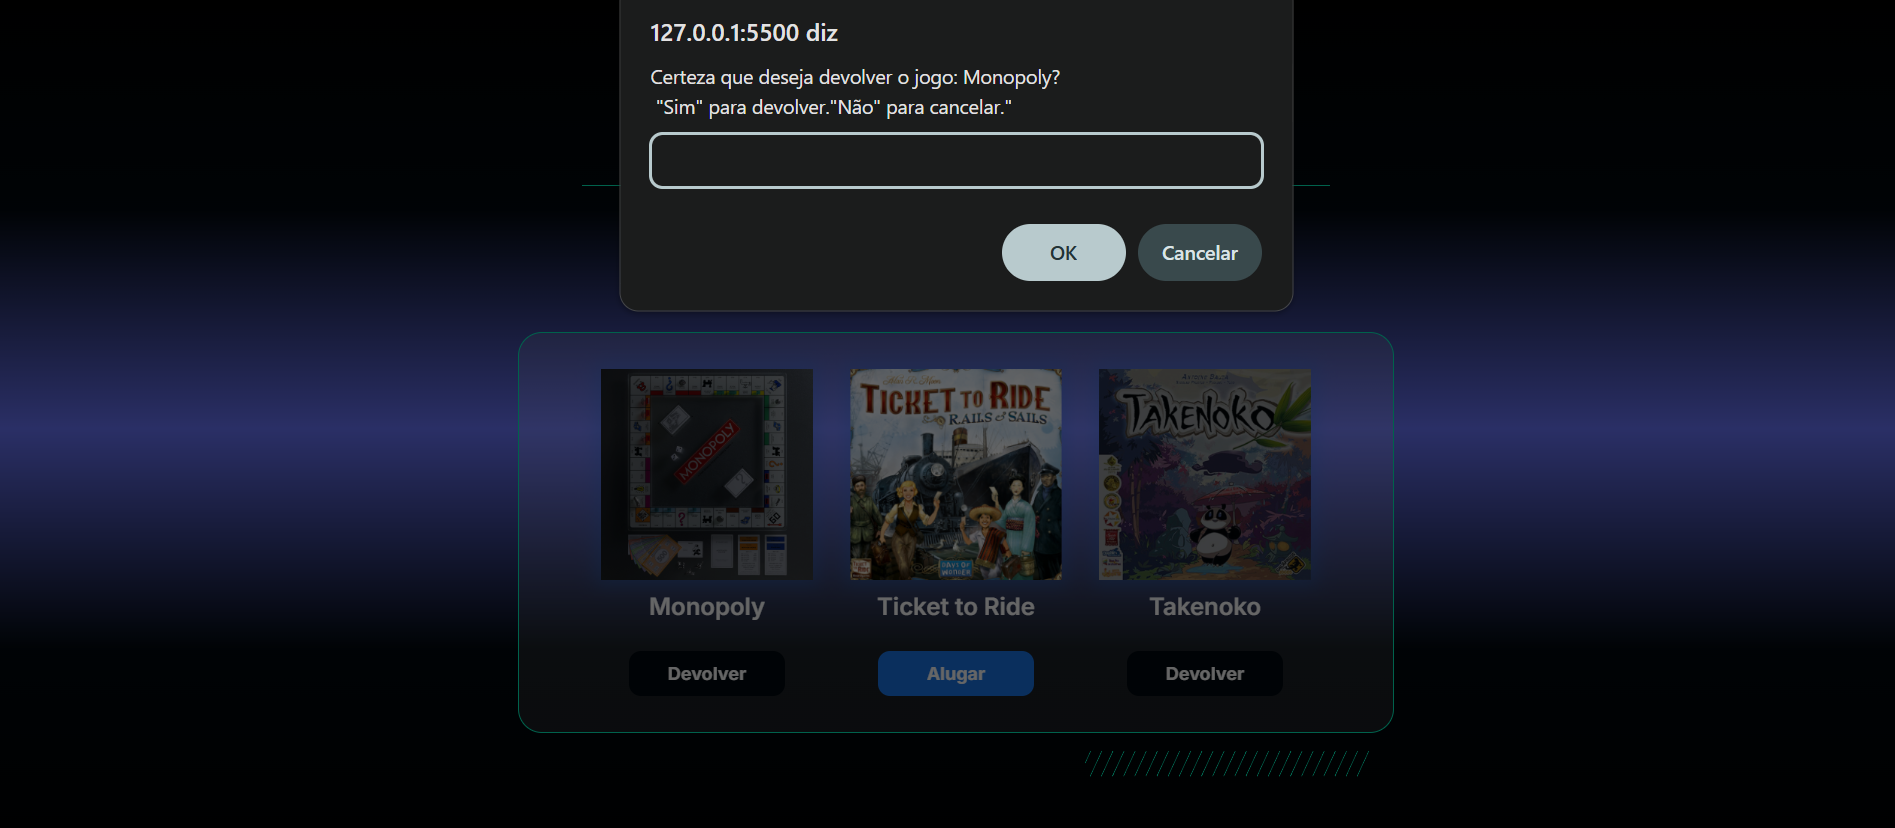 127.0.0.1:5500 diz
Certeza que deseja devolver o jogo: Monopoly?
"Sim" para devolver."Não" para cancelar."
OK
Cancelar
MONOPOLY
TICKET TO RIDE
RAILS & SAILS
DAYS OF WONDER
TAKENOKO
Monopoly
Ticket to Ride
Takenoko
Devolver
Alugar
Devolver